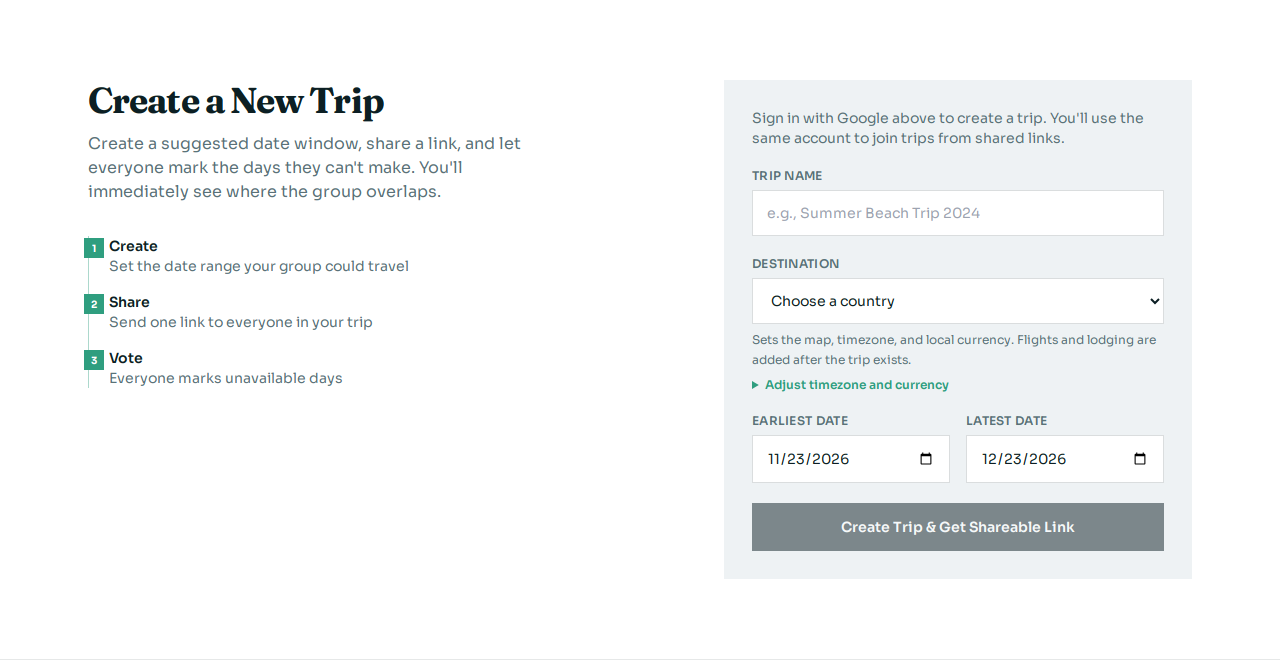 Create a New Trip
Create a suggested date window, share a link, and let
everyone mark the days they can't make. You'll
immediately see where the group overlaps.
1 Create
Set the date range your group could travel
2 Share
Send one link to everyone in your trip
3 Vote
Everyone marks unavailable days
Sign in with Google above to create a trip. You'll use the
same account to join trips from shared links.
TRIP NAME
e.g., Summer Beach Trip 2024
DESTINATION
Choose a country
Sets the map, timezone, and local currency. Flights and lodging are
added after the trip exists.
Adjust timezone and currency
EARLIEST DATE LATEST DATE
11/23/2026 12/23/2026
Create Trip & Get Shareable Link